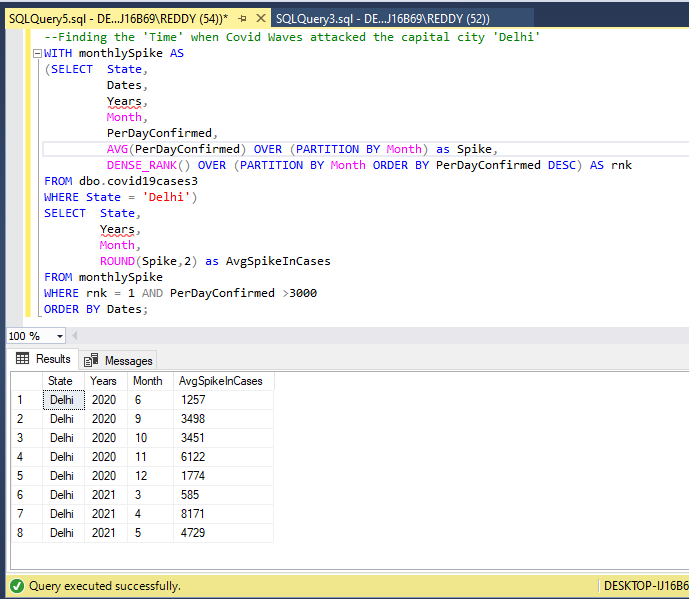 SQLQuery5.sql - DE...J16B69\REDDY (54))* SQLQuery3.sql - DE...J16B69\REDDY (52))
--Finding the 'Time' when Covid Waves attacked the capital city 'Delhi'
WITH monthlySpike AS
(SELECT State,
Dates,
Years,
Month,
PerDayConfirmed,
AVG(PerDayConfirmed) OVER (PARTITION BY Month) as Spike,
DENSE_RANK() OVER (PARTITION BY Month ORDER BY PerDayConfirmed DESC) AS rnk
FROM dbo.covid19cases3
WHERE State = 'Delhi')
SELECT State,
Years,
Month,
ROUND(Spike,2) as AvgSpikeInCases
FROM monthlySpike
WHERE rnk = 1 AND PerDayConfirmed >3000
ORDER BY Dates;
100 %
Results Messages
State Years Month AvgSpikeInCases
1 Delhi 2020 6 1257
2 Delhi 2020 9 3498
3 Delhi 2020 10 3451
4 Delhi 2020 11 6122
5 Delhi 2020 12 1774
6 Delhi 2021 3 585
7 Delhi 2021 4 8171
8 Delhi 2021 5 4729
Query executed successfully. DESKTOP-IJ16B6